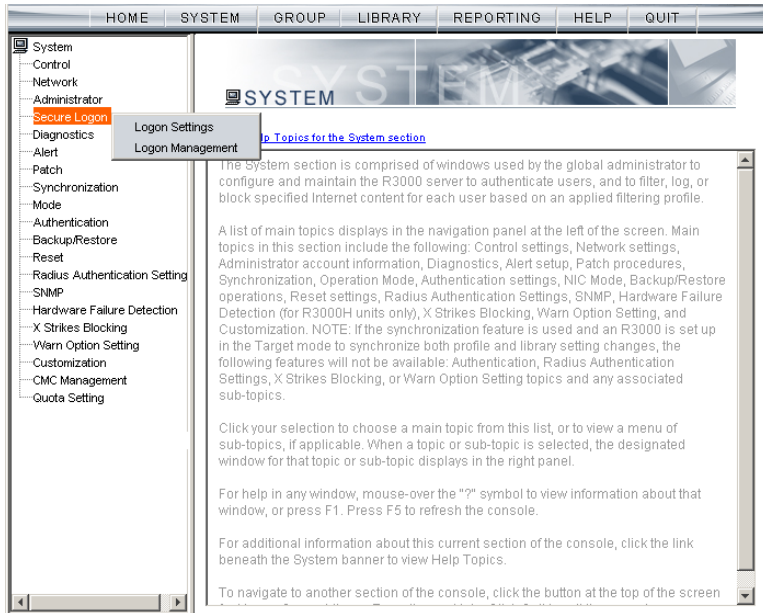 HOME SYSTEM GROUP LIBRARY REPORTING HELP QUIT
System
Control
Network
Administrator
Secure Logon
Diagnostics
Alert
Patch
Synchronization
Mode
Authentication
Backup/Restore
Reset
Radius Authentication Setting
SNMP
Hardware Failure Detection
X Strikes Blocking
Warn Option Setting
Customization
CMC Management
Quota Setting
Logon Settings
Logon Management
SYSTEM
SYSTEM
Topics for the System section
The System section is comprised of windows used by the global administrator to
configure and maintain the R3000 server to authenticate users, and to filter, log, or
block specified Internet content for each user based on an applied filtering profile.
A list of main topics displays in the navigation panel at the left of the screen. Main
topics in this section include the following: Control settings, Network settings,
Administrator account information, Diagnostics, Alert setup, Patch procedures,
Synchronization, Operation Mode, Authentication settings, NIC Mode, Backup/Restore
operations, Reset settings, Radius Authentication Settings, SNMP, Hardware Failure
Detection (for R3000H units only), X Strikes Blocking, Warn Option Setting, and
Customization. NOTE: If the synchronization feature is used and an R3000 is set up
in the Target mode to synchronize both profile and library setting changes, the
following features will not be available: Authentication, Radius Authentication
Settings, X Strikes Blocking, or Warn Option Setting topics and any associated
sub-topics.
Click your selection to choose a main topic from this list, or to view a menu of
sub-topics, if applicable. When a topic or sub-topic is selected, the designated
window for that topic or sub-topic displays in the right panel.
For help in any window, mouse-over the "?" symbol to view information about that
window, or press F1. Press F5 to refresh the console.
For additional information about this current section of the console, click the link
beneath the System banner to view Help Topics.
To navigate to another section of the console, click the button at the top of the screen